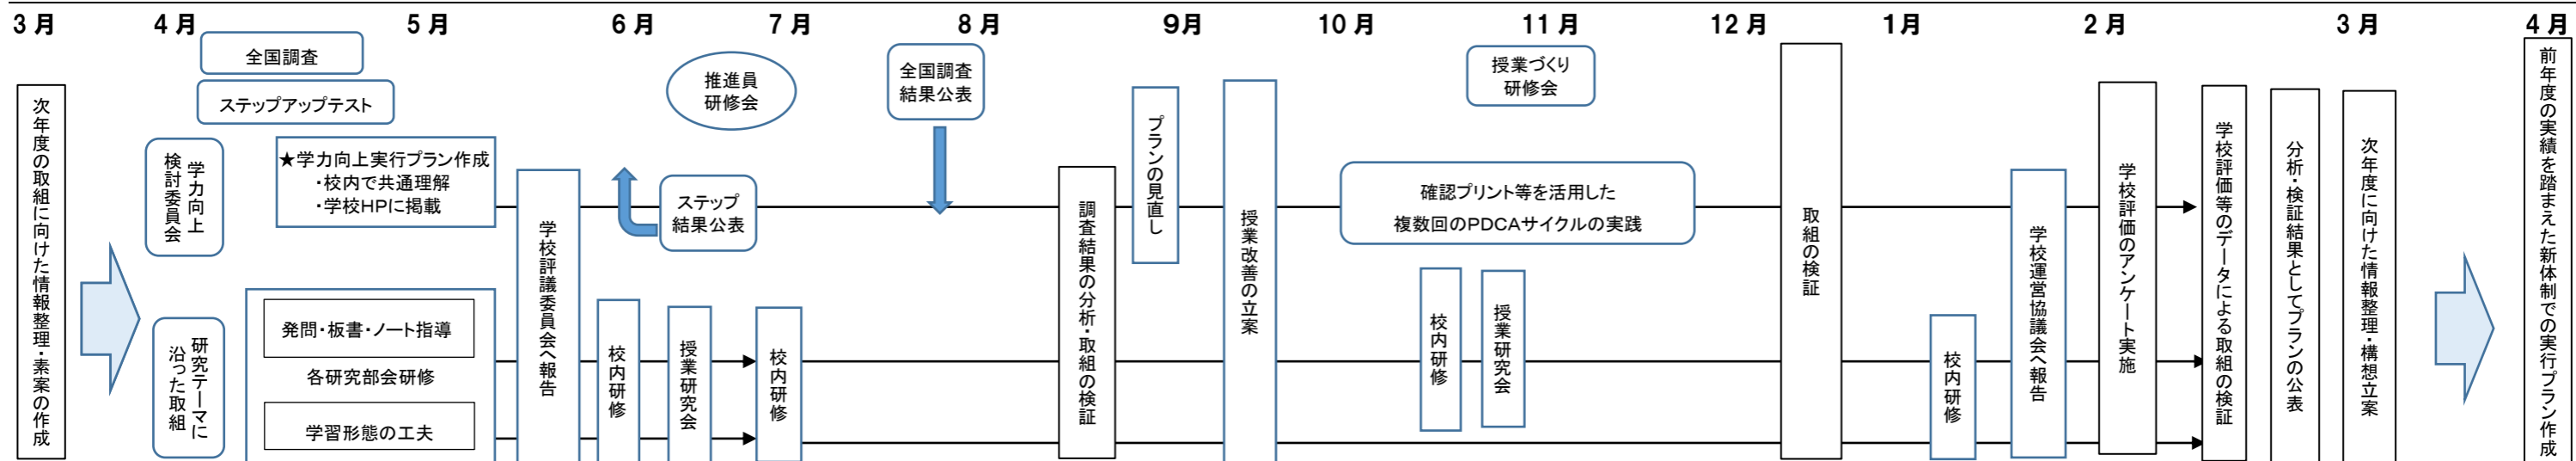 3月 4月 5月 6月 7月 8月 9月 10月 11月 12月 1月 2月 3月 4月
次年度の取組に向けた情報整理・素案の作成
全国調査
ステップアップテスト
学力向上
検討委員会
★学力向上実行プラン作成
・校内で共通理解
・学校HPに掲載
研究テーマに
沿った取組
発問・板書・ノート指導
各研究部会研修
学習形態の工夫
学校評議委員会へ報告
校内研修
推進員
研修会
ステップ
結果公表
授業研究会
校内研修
全国調査
結果公表
調査結果の分析・取組の検証
プランの見直し
授業改善の立案
授業づくり
研修会
確認プリント等を活用した
複数回のPDCAサイクルの実践
校内研修
授業研究会
取組の検証
校内研修
学校運営協議会へ報告
学校評価のアンケート実施
学校評価等のデータによる取組の検証
分析・検証結果としてプランの公表
次年度に向けた情報整理・構想立案
前年度の実績を踏まえた新体制での実行プラン作成